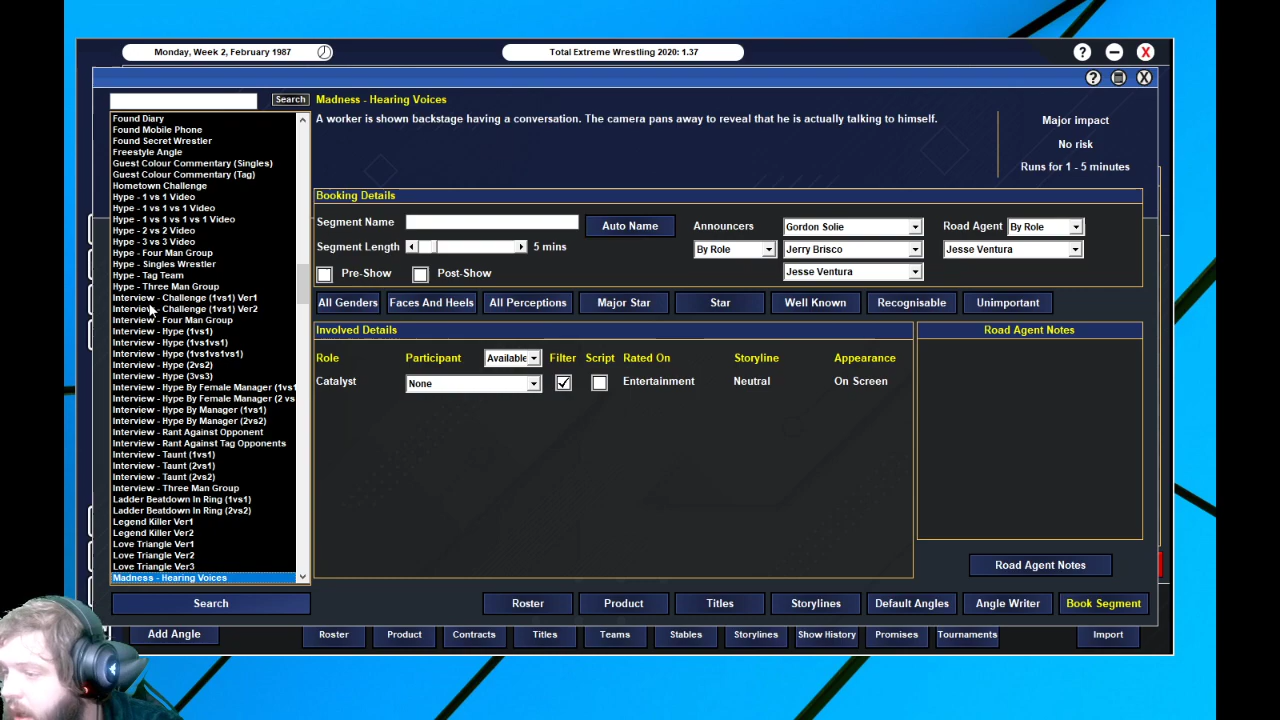 Monday, Week 2, February 1987
Total Extreme Wrestling 2020: 1.37
? X
? X
Search
Madness - Hearing Voices
A worker is shown backstage having a conversation. The camera pans away to reveal that he is actually talking to himself.
Major impact
No risk
Runs for 1 - 5 minutes
Found Diary
Found Mobile Phone
Found Secret Wrestler
Freestyle Angle
Guest Colour Commentary (Singles)
Guest Colour Commentary (Tag)
Hometown Challenge
Hype - 1 vs 1 Video
Hype - 1 vs 1 vs 1 Video
Hype - 1 vs 1 vs 1 vs 1 Video
Hype - 2 vs 2 Video
Hype - 3 vs 3 Video
Hype - Four Man Group
Hype - Singles Wrestler
Hype - Tag Team
Hype - Three Man Group
Interview - Challenge (1vs1) Ver1
Interview - Challenge (1vs1) Ver2
Interview - Four Man Group
Interview - Hype (1vs1)
Interview - Hype (1vs1vs1)
Interview - Hype (1vs1vs1vs1)
Interview - Hype (2vs2)
Interview - Hype (3vs3)
Interview - Hype By Female Manager (1vs1
Interview - Hype By Female Manager (2 vs
Interview - Hype By Manager (1vs1)
Interview - Hype By Manager (2vs2)
Interview - Rant Against Opponent
Interview - Rant Against Tag Opponents
Interview - Taunt (1vs1)
Interview - Taunt (2vs1)
Interview - Taunt (2vs2)
Interview - Three Man Group
Ladder Beatdown In Ring (1vs1)
Ladder Beatdown In Ring (2vs2)
Legend Killer Ver1
Legend Killer Ver2
Love Triangle Ver1
Love Triangle Ver2
Love Triangle Ver3
Madness - Hearing Voices
Search
Booking Details
Segment Name Auto Name Announcers Gordon Solie Road Agent By Role
Segment Length 5 mins By Role Jerry Brisco Jesse Ventura
Pre-Show Post-Show Jesse Ventura
All Genders Faces And Heels All Perceptions Major Star Star Well Known Recognisable Unimportant
Involved Details Road Agent Notes
Role Participant Available Filter Script Rated On Storyline Appearance
Catalyst None Entertainment Neutral On Screen
Road Agent Notes
Roster Product Titles Storylines Default Angles Angle Writer Book Segment
Add Angle Roster Product Contracts Titles Teams Stables Storylines Show History Promises Tournaments Import